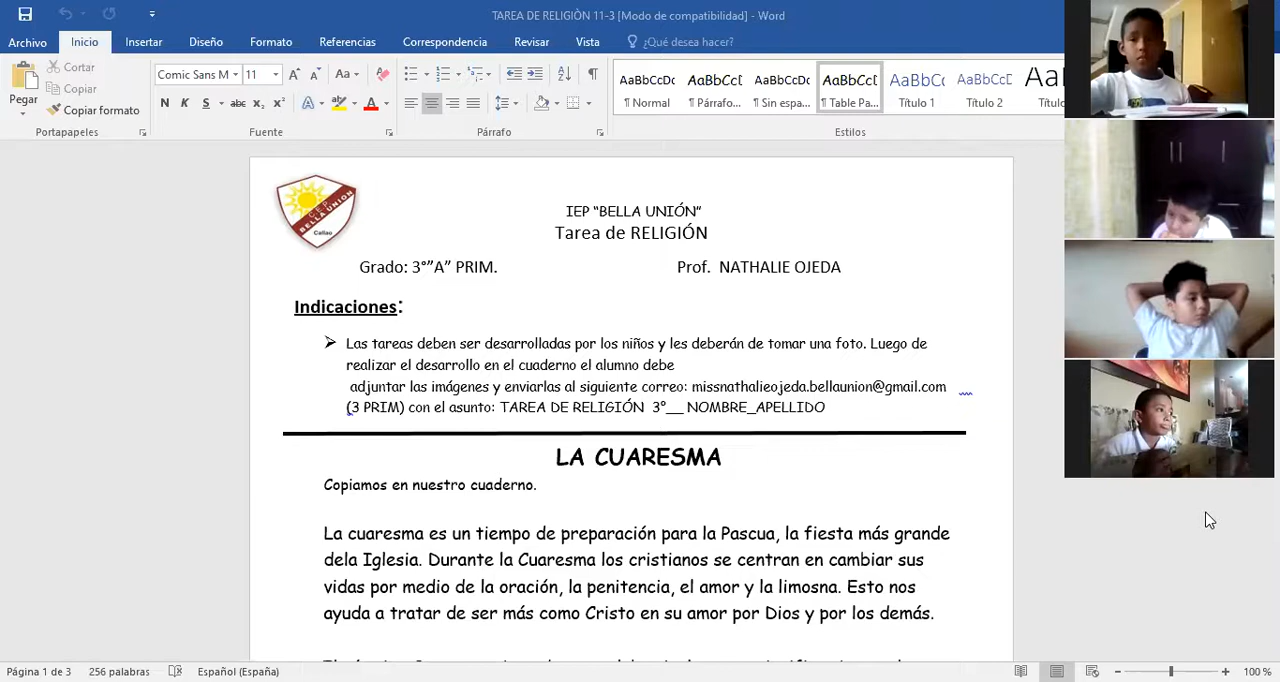 TAREA DE RELIGIÒN 11-3 [Modo de compatibilidad] - Word
Archivo Inicio Insertar Diseño Formato Referencias Correspondencia Revisar Vista ¿Qué desea hacer?
Pegar Cortar Copiar Copiar formato
Comic Sans M 11
AaBbCcDc AaBbCcI AaBbCcDc AaBbCcI AaBbCc AaBbCcD
N K S abc x₂ x²
¶ Normal ¶ Párrafo... ¶ Sin espa... ¶ Table Pa... Título 1 Título 2
Portapapeles Fuente Párrafo Estilos
C.E.P
BELLA UNION
Callao
IEP “BELLA UNIÓN”
Tarea de RELIGIÓN
Grado: 3°”A” PRIM. Prof. NATHALIE OJEDA
Indicaciones:
Las tareas deben ser desarrolladas por los niños y les deberán de tomar una foto. Luego de
realizar el desarrollo en el cuaderno el alumno debe
adjuntar las imágenes y enviarlas al siguiente correo: missnathalieojeda.bellaunion@gmail.com
(3 PRIM) con el asunto: TAREA DE RELIGIÓN 3°__ NOMBRE_APELLIDO
LA CUARESMA
Copiamos en nuestro cuaderno.
La cuaresma es un tiempo de preparación para la Pascua, la fiesta más grande
dela Iglesia. Durante la Cuaresma los cristianos se centran en cambiar sus
vidas por medio de la oración, la penitencia, el amor y la limosna. Esto nos
ayuda a tratar de ser más como Cristo en su amor por Dios y por los demás.
Página 1 de 3 256 palabras Español (España) 100 %